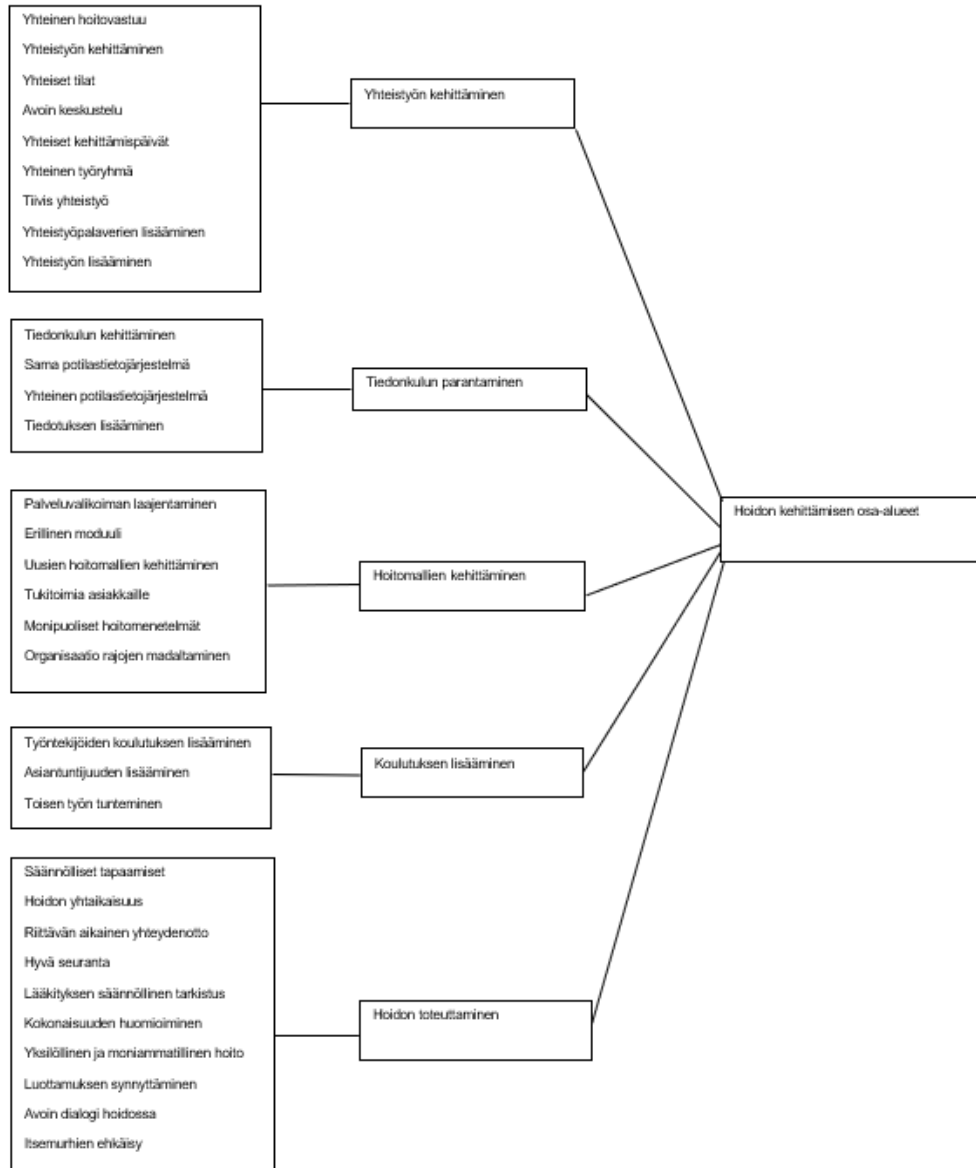 Yhteinen hoitovastuu
Yhteistyön kehittäminen
Yhteiset tilat
Avoin keskustelu
Yhteiset kehittämispäivät
Yhteinen työryhmä
Tiivis yhteistyö
Yhteistyöpalaverien lisääminen
Yhteistyön lisääminen
Yhteistyön kehittäminen
Tiedonkulun kehittäminen
Sama potilastietojärjestelmä
Yhteinen potilastietojärjestelmä
Tiedotuksen lisääminen
Tiedonkulun parantaminen
Palveluvalikoiman laajentaminen
Erillinen moduuli
Uusien hoitomallien kehittäminen
Tukitoimia asiakkaille
Monipuoliset hoitomenetelmät
Organisaatio rajojen madaltaminen
Hoitomallien kehittäminen
Työntekijöiden koulutuksen lisääminen
Asiantuntijuuden lisääminen
Toisen työn tunteminen
Koulutuksen lisääminen
Säännölliset tapaamiset
Hoidon yhtaikaisuus
Riittävän aikainen yhteydenotto
Hyvä seuranta
Lääkityksen säännöllinen tarkistus
Kokonaisuuden huomioiminen
Yksilöllinen ja moniammatillinen hoito
Luottamuksen synnyttäminen
Avoin dialogi hoidossa
Itsemurhien ehkäisy
Hoidon toteuttaminen
Hoidon kehittämisen osa-alueet